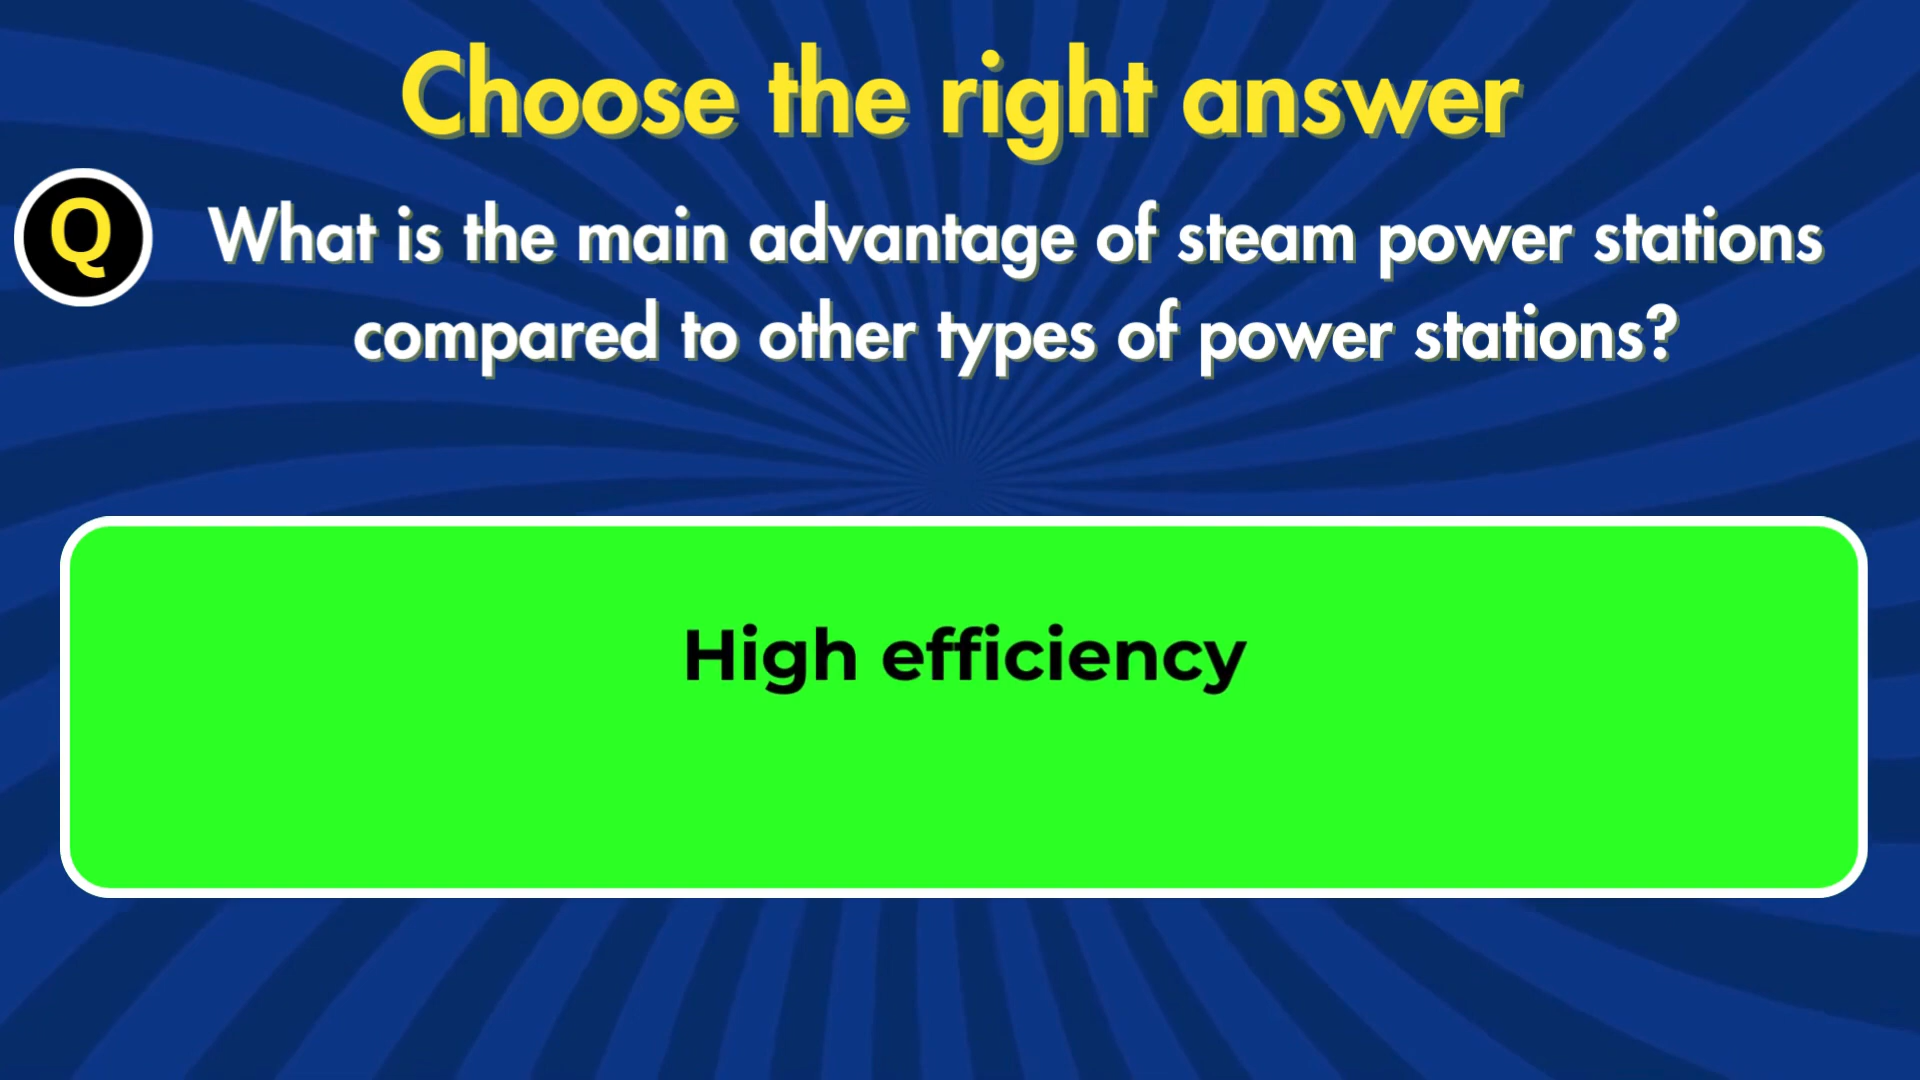 Choose the right answer
Q
What is the main advantage of steam power stations
compared to other types of power stations?
High efficiency